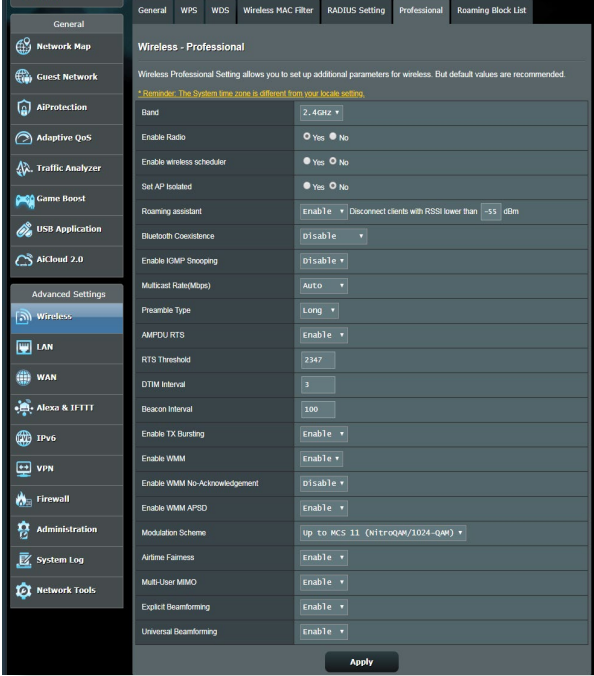 General WPS WDS Wireless MAC Filter RADIUS Setting Professional Roaming Block List
General
Network Map
Guest Network
AiProtection
Adaptive QoS
Traffic Analyzer
Game Boost
USB Application
AiCloud 2.0
Advanced Settings
Wireless
LAN
WAN
Alexa & IFTTT
IPv6
VPN
Firewall
Administration
System Log
Network Tools
Wireless - Professional
Wireless Professional Setting allows you to set up additional parameters for wireless. But default values are recommended.
* Reminder: The System time zone is different from your locale setting.
Band 2.4GHz
Enable Radio Yes No
Enable wireless scheduler Yes No
Set AP Isolated Yes No
Roaming assistant Enable Disconnect clients with RSSI lower than -55 dBm
Bluetooth Coexistence Disable
Enable IGMP Snooping Disable
Multicast Rate(Mbps) Auto
Preamble Type Long
AMPDU RTS Enable
RTS Threshold 2347
DTIM Interval 3
Beacon Interval 100
Enable TX Bursting Enable
Enable WMM Enable
Enable WMM No-Acknowledgement Disable
Enable WMM APSD Enable
Modulation Scheme Up to MCS 11 (NitroQAM/1024-QAM)
Airtime Fairness Enable
Multi-User MIMO Enable
Explicit Beamforming Enable
Universal Beamforming Enable
Apply